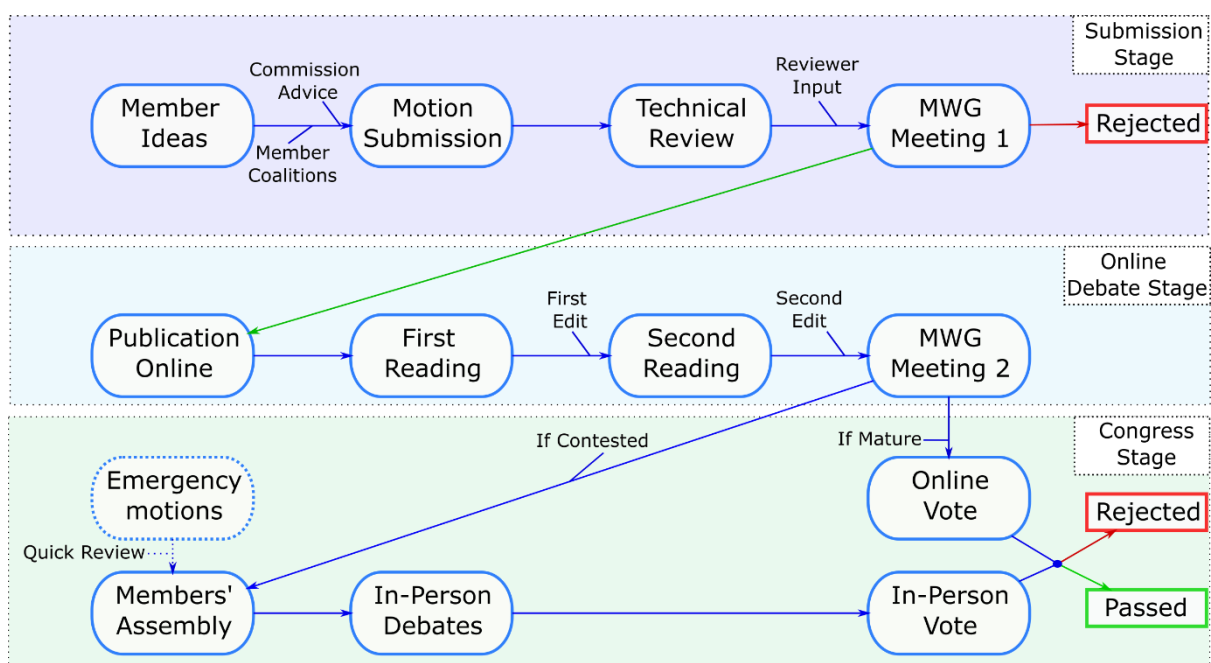 Submission
Stage
Commission
Advice
Reviewer
Input
Member
Ideas
Motion
Submission
Technical
Review
MWG
Meeting 1
Rejected
Member
Coalitions
Online
Debate Stage
First
Edit
Second
Edit
Publication
Online
First
Reading
Second
Reading
MWG
Meeting 2
Congress
Stage
If Contested
If Mature
Emergency
motions
Online
Vote
Rejected
Quick Review
Members'
Assembly
In-Person
Debates
In-Person
Vote
Passed